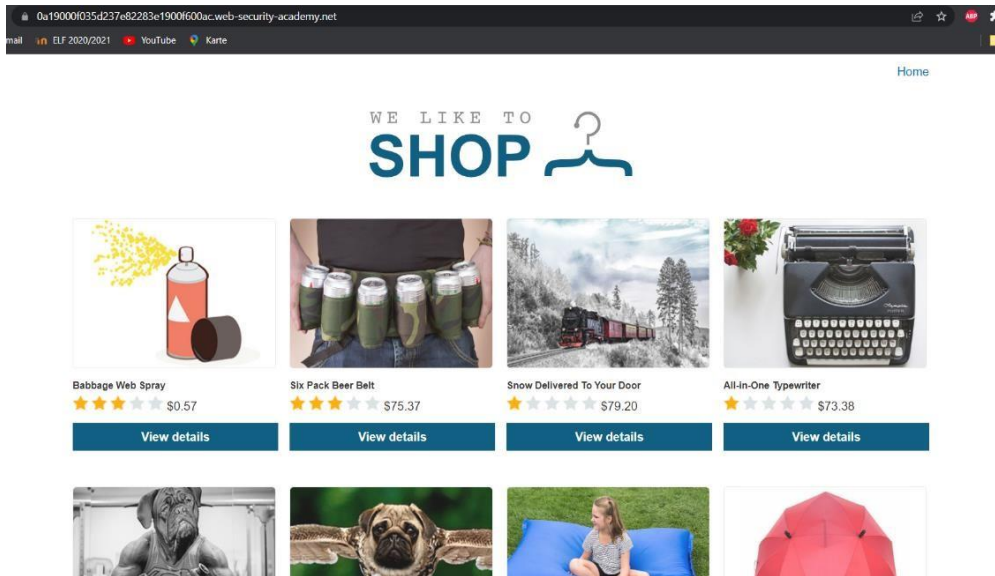 0a19000f035d237e82283e1900f600ac.web-security-academy.net
ABP
mail ELF 2020/2021 YouTube Karte
Home
WE LIKE TO
SHOP
Babbage Web Spray
Six Pack Beer Belt
Snow Delivered To Your Door
All-in-One Typewriter
$0.57
$75.37
$79.20
$73.38
View details
View details
View details
View details